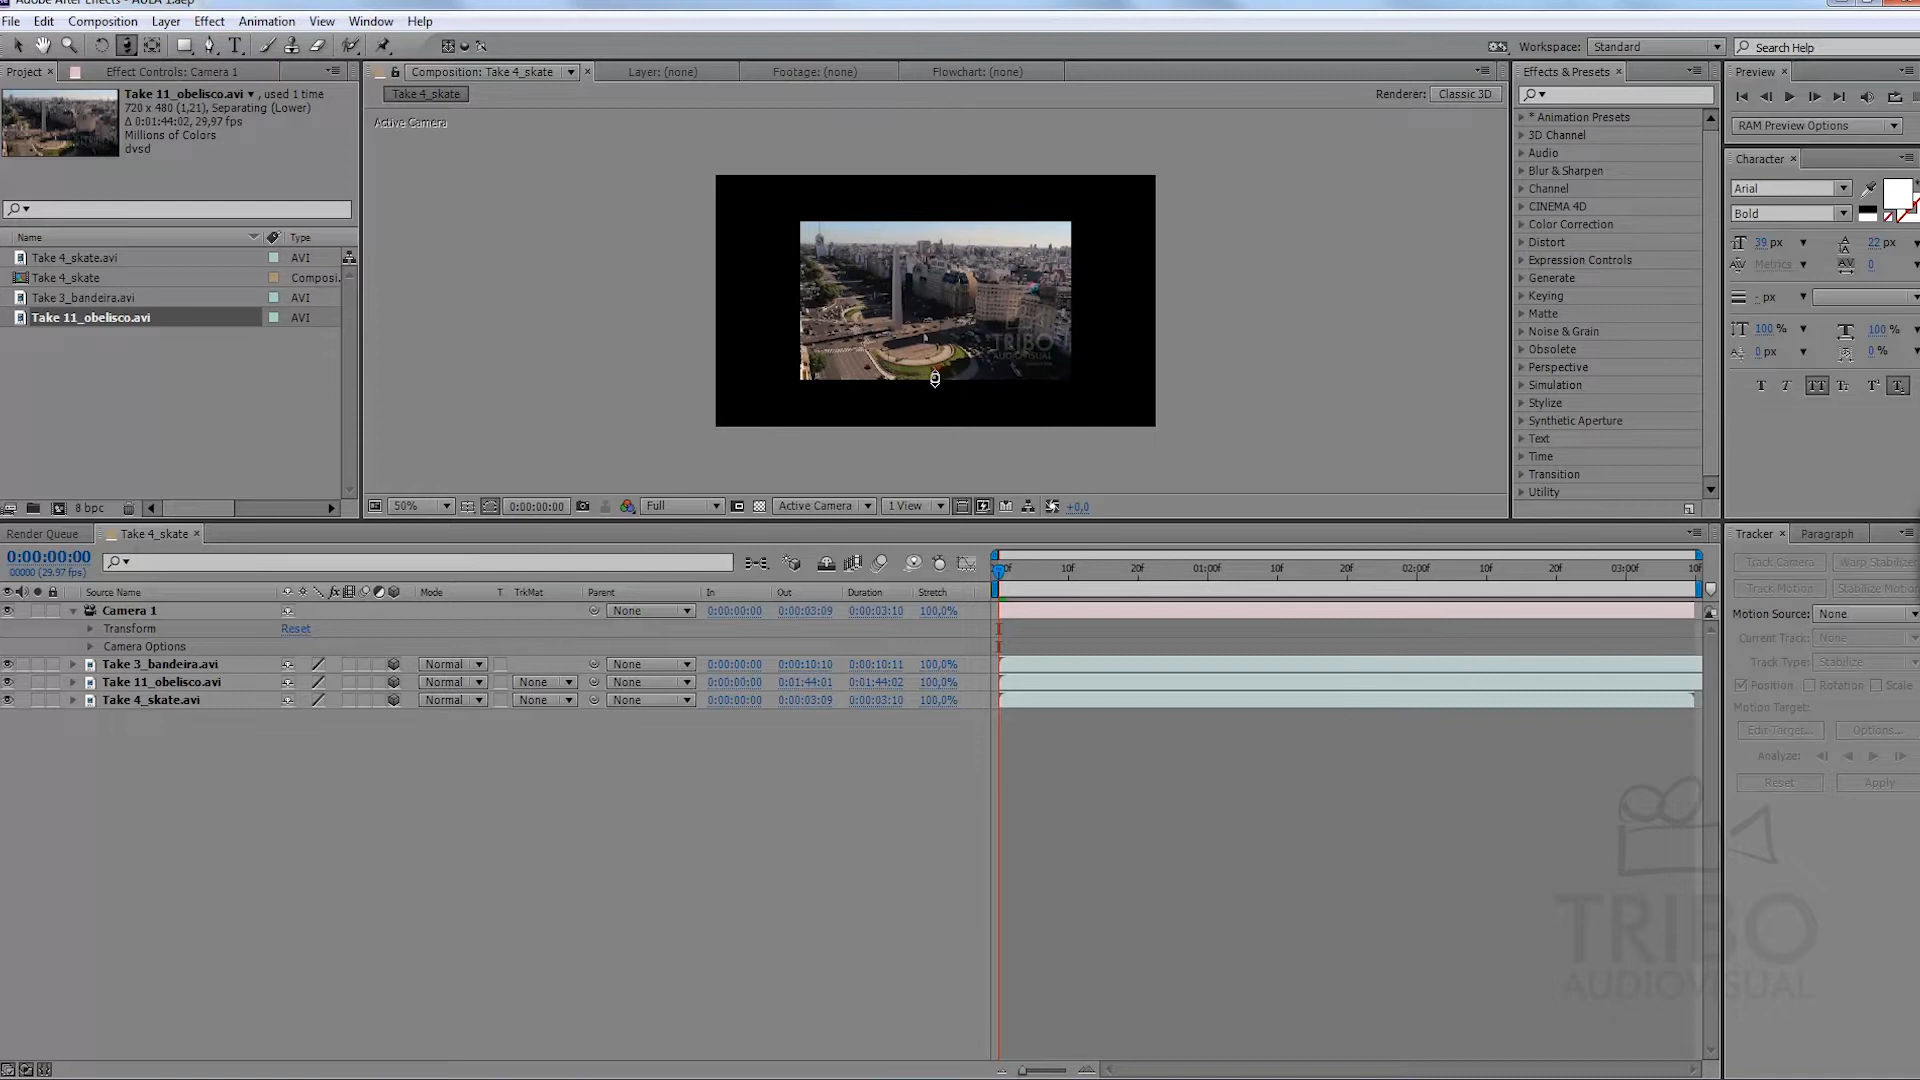 Adobe After Effects - AULA 1.aep
File Edit Composition Layer Effect Animation View Window Help
Workspace: Standard
Search Help
Project
Effect Controls: Camera 1
Take 11_obelisco.avi , used 1 time
720 x 480 (1,21), Separating (Lower)
Δ 0:01:44:02, 29,97 fps
Millions of Colors
dvsd
Name Type
Take 4_skate.avi AVI
Take 4_skate Composi.
Take 3_bandeira.avi AVI
Take 11_obelisco.avi AVI
8 bpc
Composition: Take 4_skate
Layer: (none)
Footage: (none)
Flowchart: (none)
Take 4_skate
Renderer: Classic 3D
Active Camera
TRIBO
AUDIOVISUAL
50%
0:00:00:00
Full
Active Camera
1 View
+0,0
Effects & Presets
* Animation Presets
3D Channel
Audio
Blur & Sharpen
Channel
CINEMA 4D
Color Correction
Distort
Expression Controls
Generate
Keying
Matte
Noise & Grain
Obsolete
Perspective
Simulation
Stylize
Synthetic Aperture
Text
Time
Transition
Utility
Preview
RAM Preview Options
Character
Arial
Bold
39 px 22 px
Metrics 0
- px
100 % 100 %
0 px 0 %
Render Queue
Take 4_skate
0:00:00:00
00000 (29.97 fps)
10f 20f 01:00f 10f 20f 02:00f 10f 20f 03:00f 10f
Source Name Mode T TrkMat Parent In Out Duration Stretch
Camera 1 None 0:00:00:00 0:00:03:09 0:00:03:10 100,0%
Transform Reset
Camera Options
Take 3_bandeira.avi Normal None 0:00:00:00 0:00:10:10 0:00:10:11 100,0%
Take 11_obelisco.avi Normal None None 0:00:00:00 0:01:44:01 0:01:44:02 100,0%
Take 4_skate.avi Normal None None 0:00:00:00 0:00:03:09 0:00:03:10 100,0%
Tracker
Paragraph
Track Camera Warp Stabilizer
Track Motion Stabilize Motion
Motion Source: None
Current Track: None
Track Type: Stabilize
Position Rotation Scale
Motion Target:
Edit Target... Options...
Analyze:
Reset Apply
TRIBO
AUDIOVISUAL